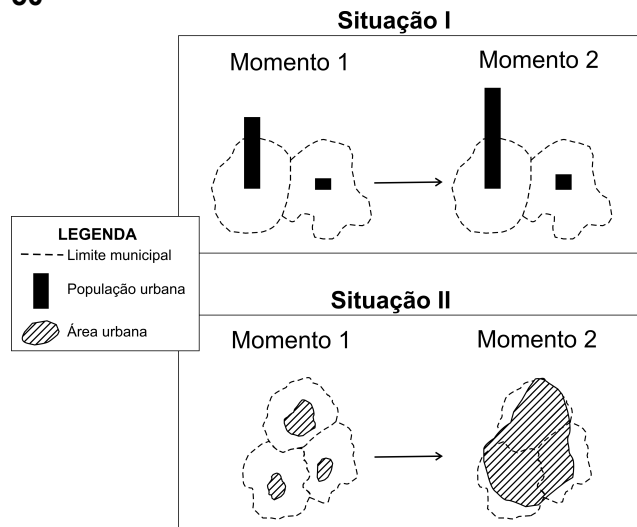 Situação I
Momento 1
Momento 2
LEGENDA
Limite municipal
População urbana
Área urbana
Situação II
Momento 1
Momento 2